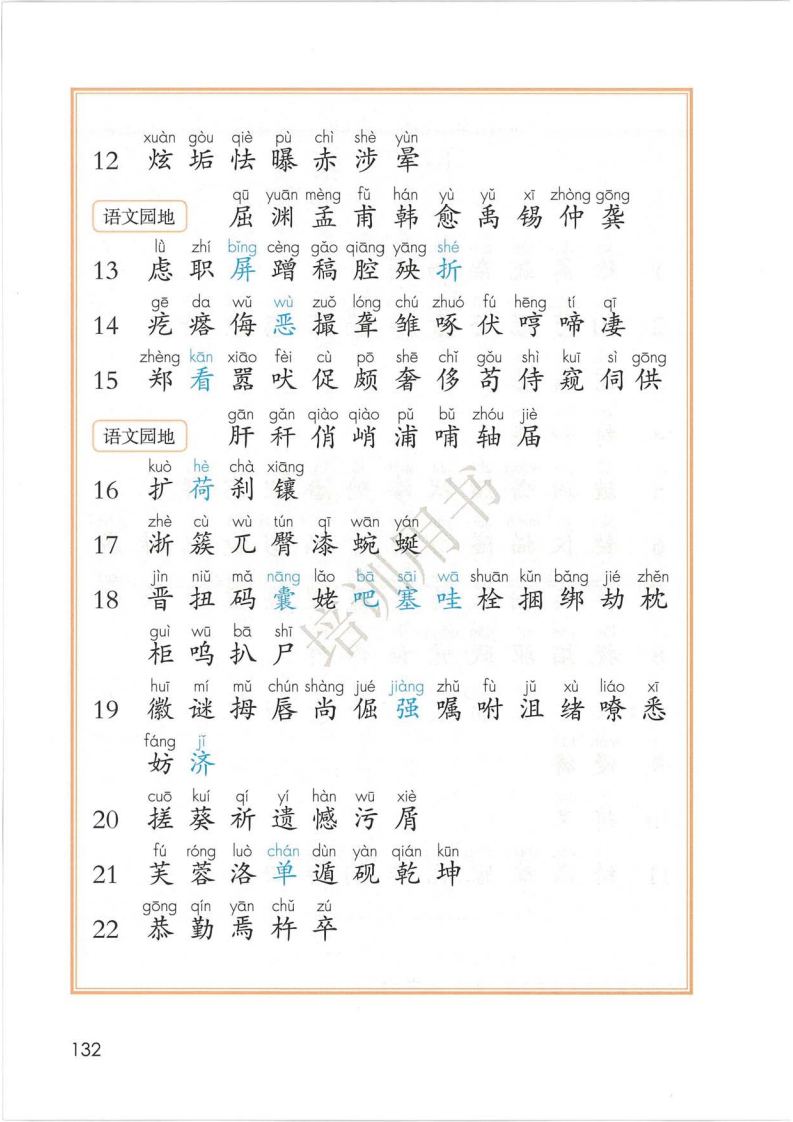 xuàn gòu qiè pù chì shè yùn
12 炫 垢 怯 曝 赤 涉 晕
qū yuān mèng fǔ hán yù yǔ xī zhòng gōng
语文园地 屈 渊 孟 甫 韩 愈 禹 锡 仲 龚
lǜ zhí bǐng cèng gǎo qiāng yāng shé
13 虑 职 屏 蹭 稿 腔 殃 折
gē da wǔ wù zuǒ lóng chú zhuó fú hēng tí qī
14 疙 瘩 侮 恶 撮 聋 雏 啄 伏 哼 啼 凄
zhèng kān xiāo fèi cù pō shē chǐ gǒu shì kuī sì gōng
15 郑 看 嚣 吠 促 颇 奢 侈 苟 侍 窥 伺 供
gān gǎn qiào qiào pǔ bǔ zhóu jiè
语文园地 肝 秆 俏 峭 浦 哺 轴 届
kuò hè chà xiāng
16 扩 荷 刹 镶
zhè cù wù tún qī wān yán
17 浙 簇 兀 臀 漆 蜿 蜒
jìn niǔ mǎ nāng lǎo bā sāi wā shuān kǔn bǎng jié zhěn
18 晋 扭 码 囊 姥 吧 塞 哇 栓 捆 绑 劫 枕
guì wū bā shī
柜 呜 扒 尸
huī mí mǔ chún shàng jué jiàng zhǔ fù jǔ xù liáo xī
19 徽 谜 拇 唇 尚 倔 强 嘱 咐 沮 绪 嘹 悉
fáng jǐ
妨 济
cuō kuí qí yí hàn wū xiè
20 搓 葵 祈 遗 憾 污 屑
fú róng luò chán dùn yàn qián kūn
21 芙 蓉 洛 单 遁 砚 乾 坤
gōng qín yān chǔ zú
22 恭 勤 焉 杵 卒
培训用书
132